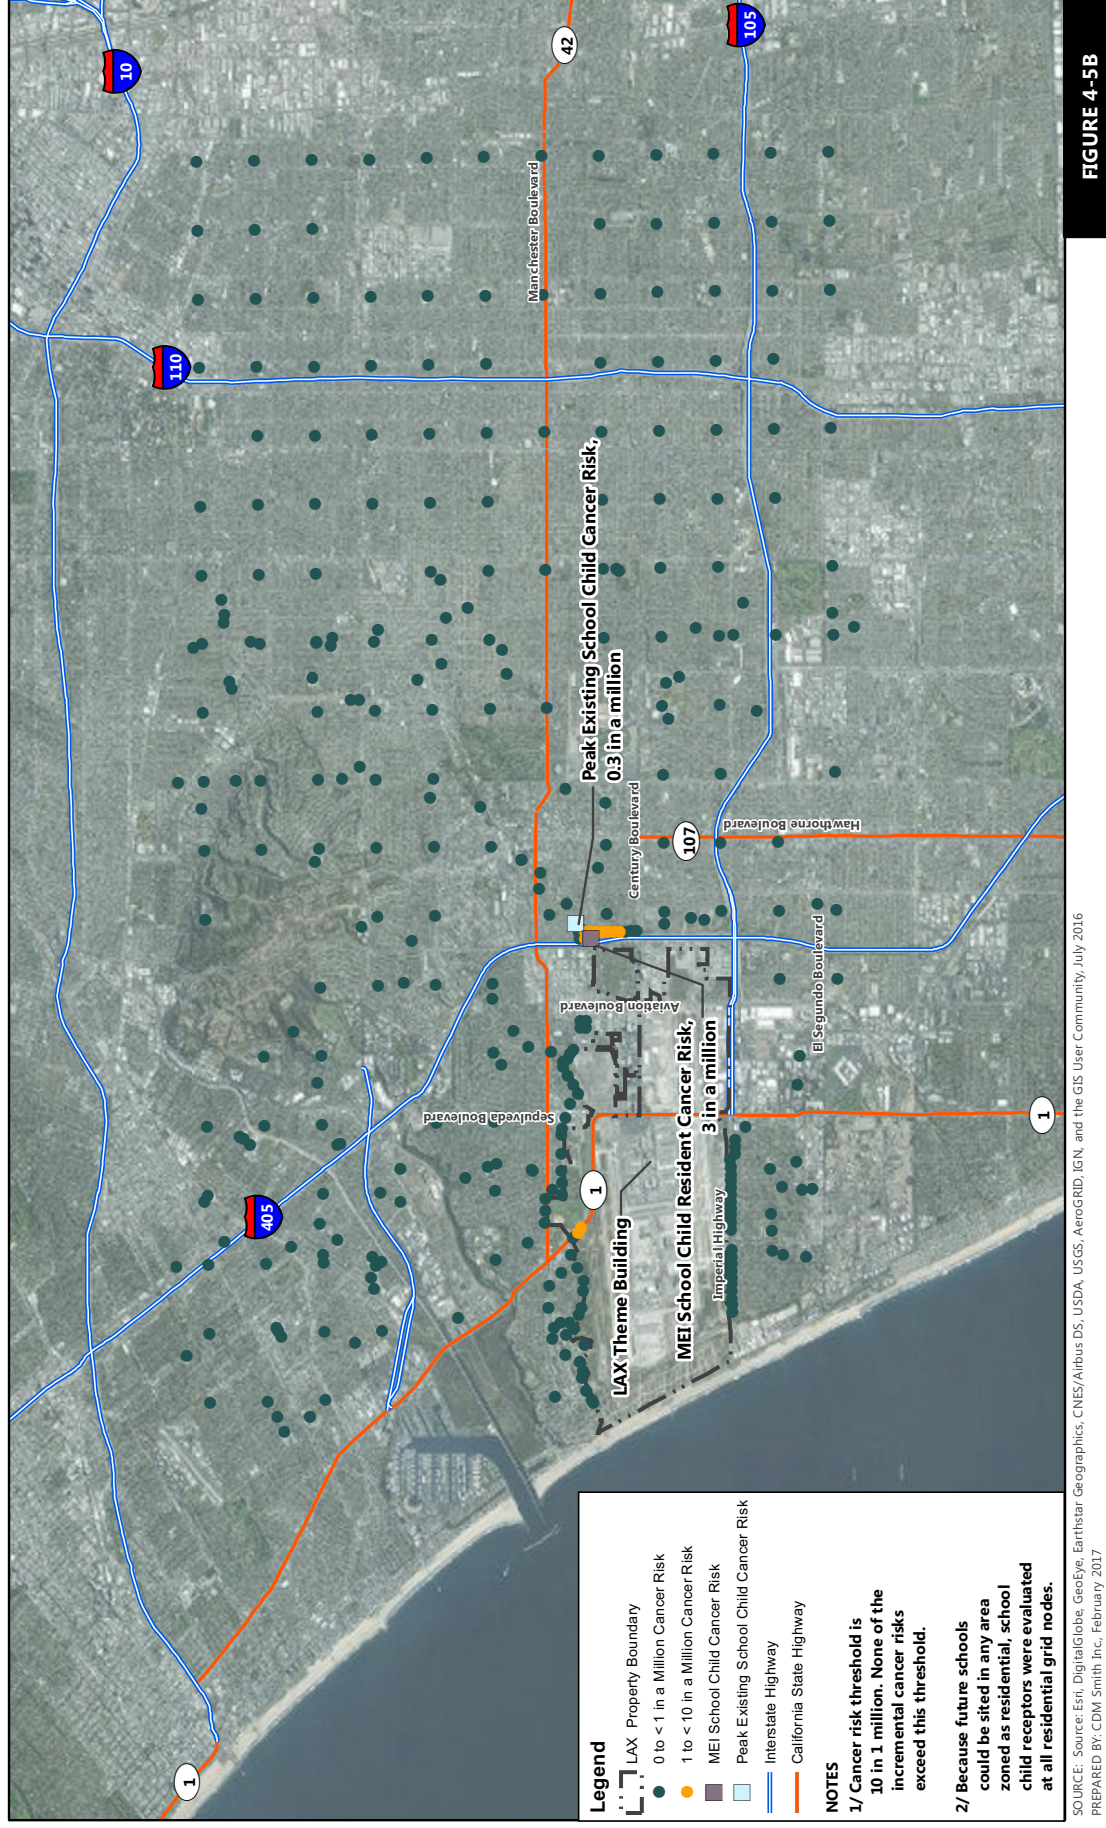 10
42
105
Manchester Boulevard
110
Peak Existing School Child Cancer Risk,
0.3 in a million
Century Boulevard
107
Hawthorne Boulevard
Aviation Boulevard
El Segundo Boulevard
Sepulveda Boulevard
MEI School Child Resident Cancer Risk,
3 in a million
1
405
1
LAX Theme Building
Imperial Highway
1
Legend
LAX Property Boundary
0 to < 1 in a Million Cancer Risk
1 to < 10 in a Million Cancer Risk
MEI School Child Cancer Risk
Peak Existing School Child Cancer Risk
Interstate Highway
California State Highway
NOTES
1/ Cancer risk threshold is
10 in 1 million. None of the
incremental cancer risks
exceed this threshold.
2/ Because future schools
could be sited in any area
zoned as residential, school
child receptors were evaluated
at all residential grid nodes.
SOURCE: Source: Esri, DigitalGlobe, GeoEye, Earthstar Geographics, CNES/Airbus DS, USDA, USGS, AeroGRID, IGN, and the GIS User Community, July 2016
PREPARED BY: CDM Smith Inc., February 2017
FIGURE 4-5B